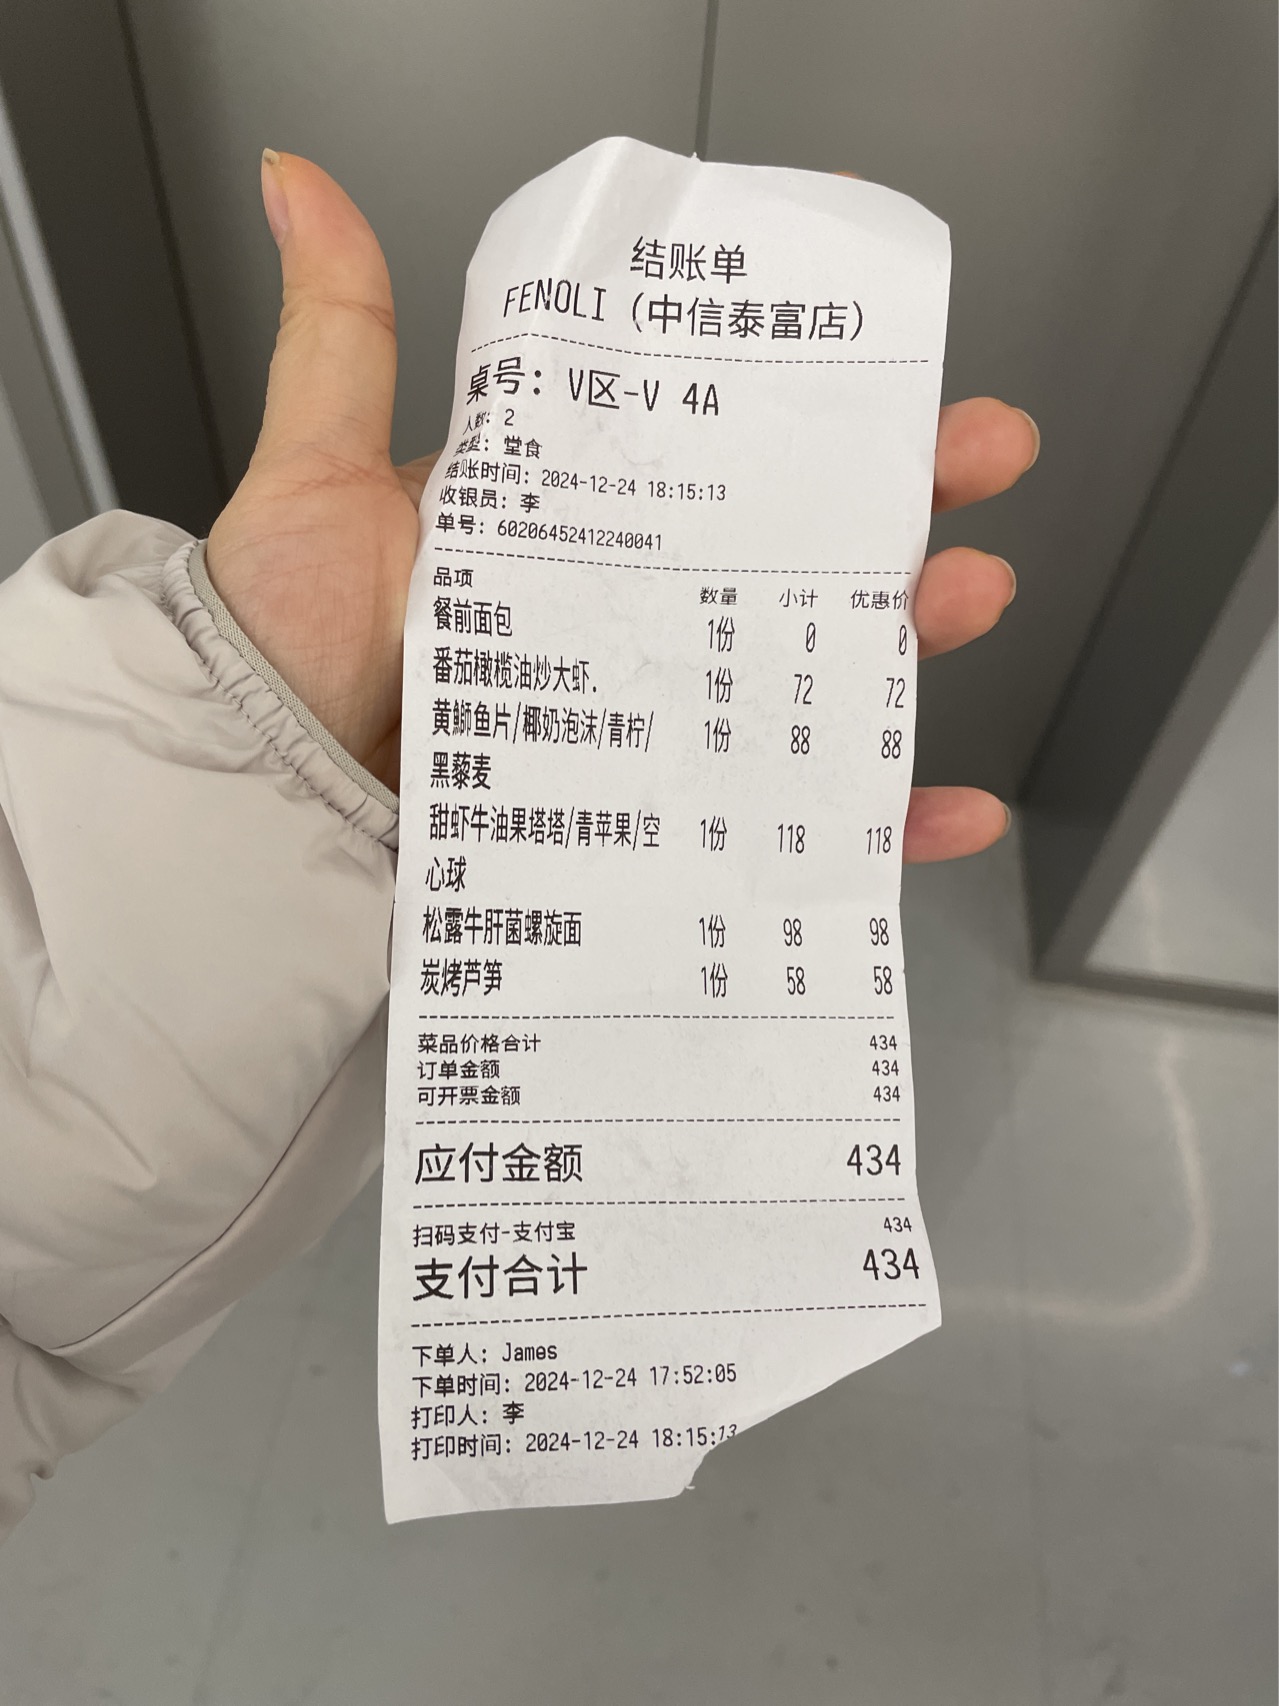 结账单
FENOLI（中信泰富店）
桌号：V区-V 4A
人数：2
类型：堂食
结账时间：2024-12-24 18:15:13
收银员：李
单号：60206452412240041
品项 数量 小计 优惠价
餐前面包 1份 0 0
番茄橄榄油炒大虾. 1份 72 72
黄鰤鱼片/椰奶泡沫/青柠/ 1份 88 88
黑藜麦
甜虾牛油果塔塔/青苹果/空 1份 118 118
心球
松露牛肝菌螺旋面 1份 98 98
炭烤芦笋 1份 58 58
菜品价格合计 434
订单金额 434
可开票金额 434
应付金额 434
扫码支付-支付宝 434
支付合计 434
下单人：James
下单时间：2024-12-24 17:52:05
打印人：李
打印时间：2024-12-24 18:15:13